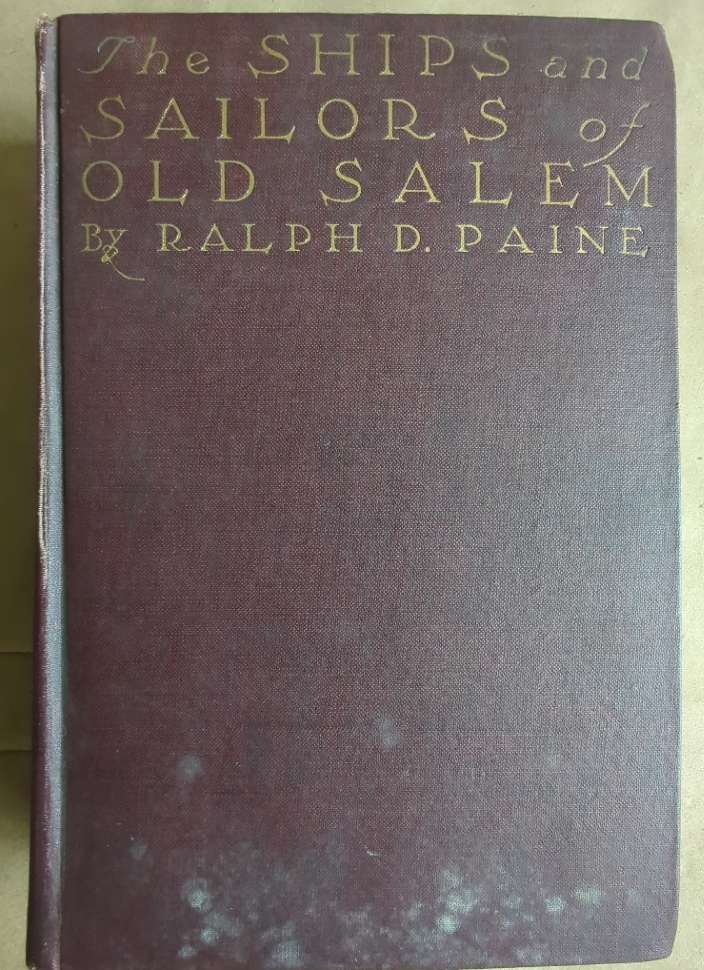 The SHIPS and
SAILORS of
OLD SALEM
By RALPH D. PAINE